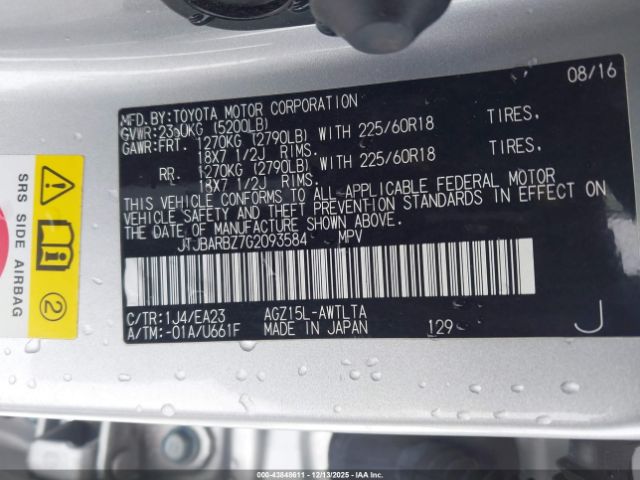 08/16
MFD.BY:TOYOTA MOTOR CORPORATION
GVWR: (5200LB)
GAWR:FRT. 1270KG (2790LB) WITH 225/60R18 TIRES,
18X7 1/2J RIMS.
RR. 1270KG (2790LB) WITH 225/60R18 TIRES,
18X7 1/2J RIMS.
THIS VEHICLE CONFORMS TO ALL APPLICABLE FEDERAL MOTOR
VEHICLE SAFETY AND THEFT PREVENTION STANDARDS IN EFFECT ON
THE DATE OF MANUFACTURE SHOWN ABOVE.
JTJBARBZ7G2093584 MPV
C/TR:1J4/EA23 AGZ15L-AWTLTA
A/TM:-01A/U661F MADE IN JAPAN 129 J
SRS SIDE AIRBAG
2
000-43848611 - 12/13/2025 - IAA, Inc.